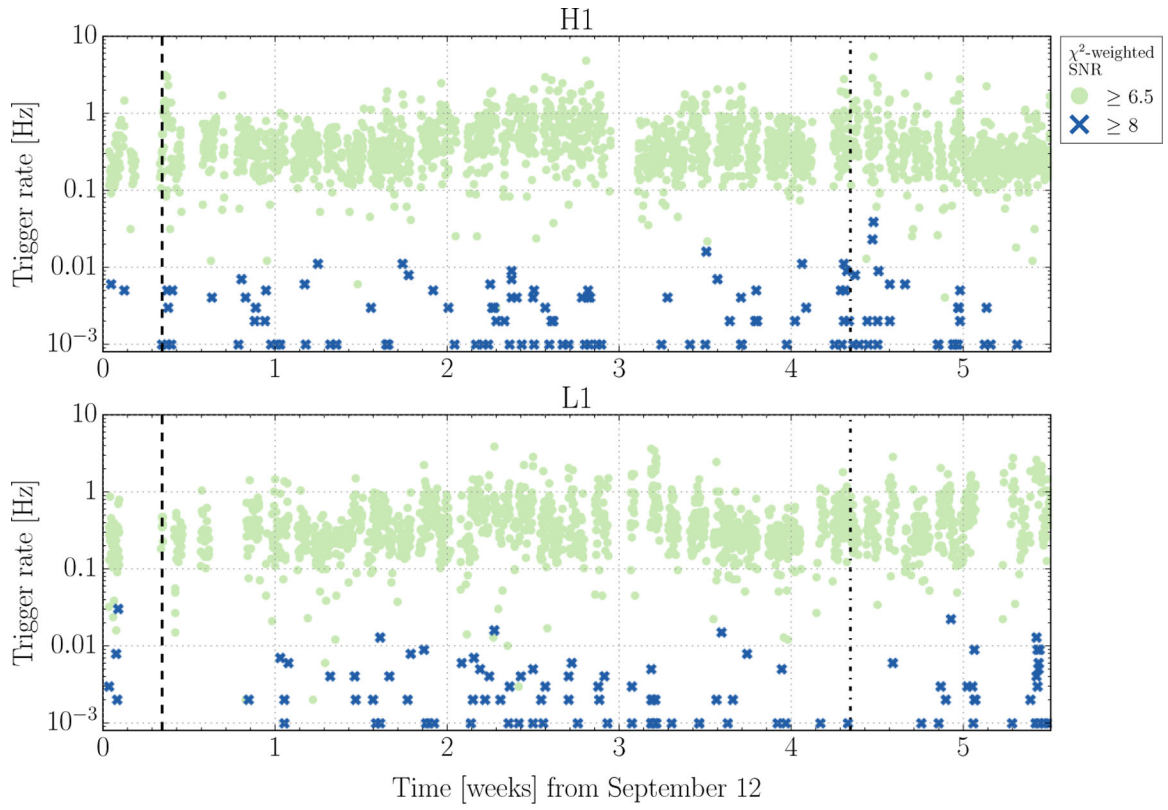 H1
10
1
0.1
0.01
10⁻³
Trigger rate [Hz]
0 1 2 3 4 5
χ²-weighted
SNR
≥ 6.5
≥ 8
L1
10
1
0.1
0.01
10⁻³
Trigger rate [Hz]
0 1 2 3 4 5
Time [weeks] from September 12